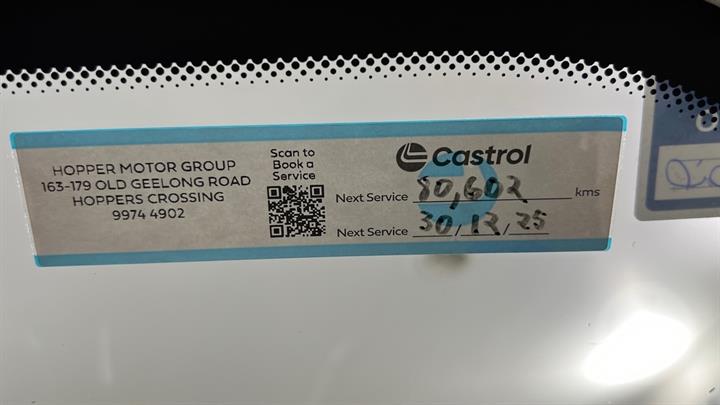 HOPPER MOTOR GROUP
163-179 OLD GEELONG ROAD
HOPPERS CROSSING
9974 4902
Scan to
Book a
Service
Castrol
Next Service 80,602 kms
Next Service 30/12/25